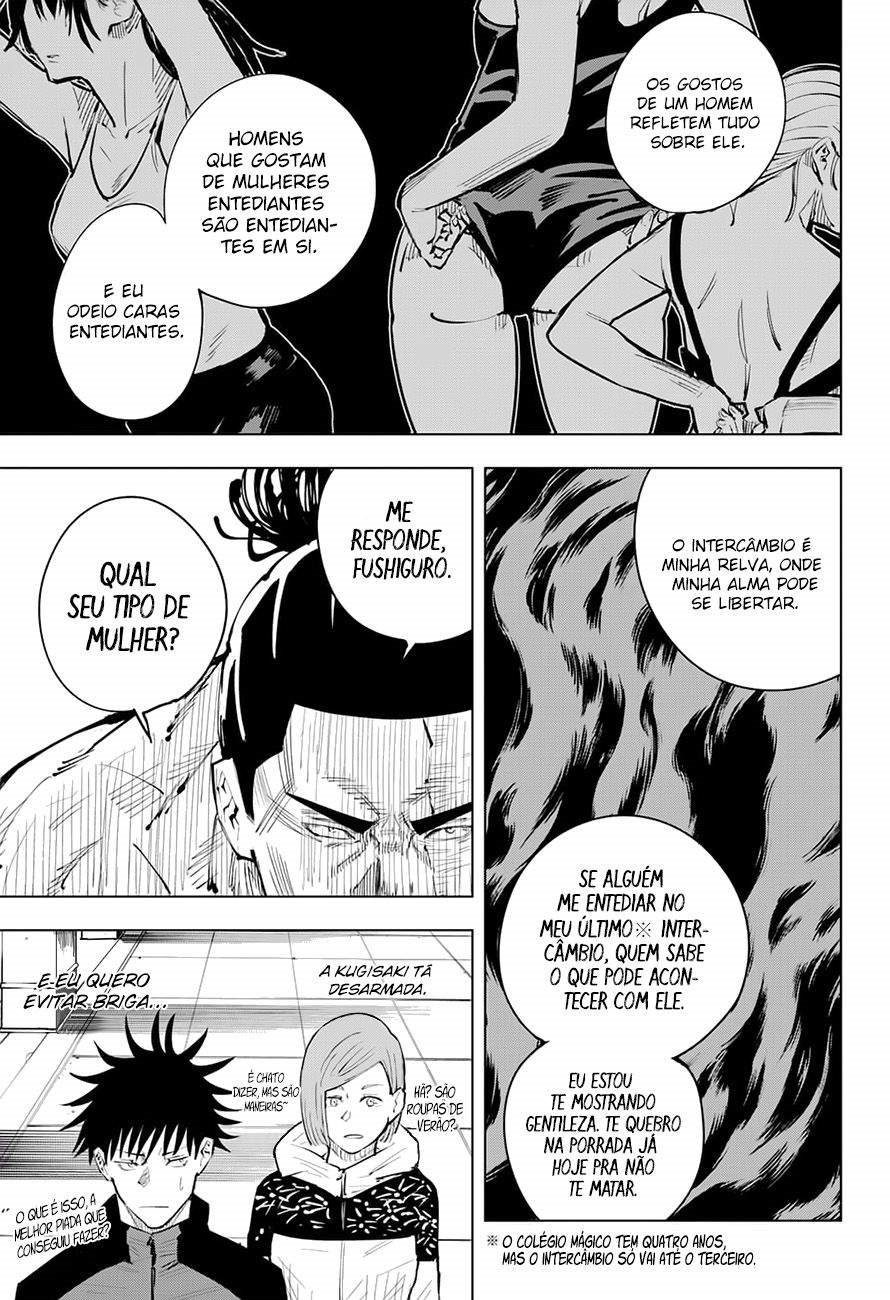 OS GOSTOS
DE UM HOMEM
REFLETEM TUDO
SOBRE ELE.
HOMENS
QUE GOSTAM
DE MULHERES
ENTEDIANTES
SÃO ENTEDIAN-
TES EM SI.
E EU
ODEIO CARAS
ENTEDIANTES.
O INTERCÂMBIO É
MINHA RELVA, ONDE
MINHA ALMA PODE
SE LIBERTAR.
SE ALGUÉM
ME ENTEDIAR NO
MEU ÚLTIMO※ INTER-
CÂMBIO, QUEM SABE
O QUE PODE ACON-
TECER COM ELE.
EU ESTOU
TE MOSTRANDO
GENTILEZA. TE QUEBRO
NA PORRADA JÁ
HOJE PRA NÃO
TE MATAR.
※ O COLÉGIO MÁGICO TEM QUATRO ANOS,
MAS O INTERCÂMBIO SÓ VAI ATÉ O TERCEIRO.
ME
RESPONDE,
FUSHIGURO.
QUAL
SEU TIPO DE
MULHER?
A KUGISAKI TÁ
DESARMADA.
E EU QUERO
EVITAR BRIGA...
HÃ? SÃO
ROUPAS DE
VERÃO?
É CHATO
DIZER, MAS SÃO
MANEIRAS~
O QUE É ISSO, A
MELHOR PIADA QUE
CONSEGUIU FAZER?